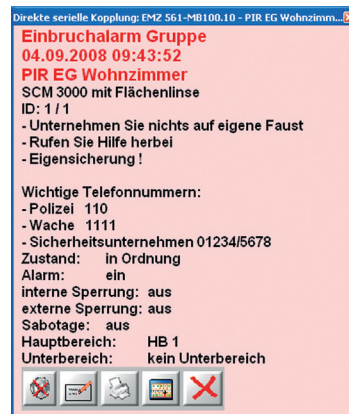 Direkte serielle Kopplung: EMZ 561-MB100.10 - PIR EG Wohnzimm...
Einbruchalarm Gruppe
04.09.2008 09:43:52
PIR EG Wohnzimmer
SCM 3000 mit Flächenlinse
ID: 1 / 1
- Unternehmen Sie nichts auf eigene Faust
- Rufen Sie Hilfe herbei
- Eigensicherung !
Wichtige Telefonnummern:
- Polizei 110
- Wache 1111
- Sicherheitsunternehmen 01234/5678
Zustand: in Ordnung
Alarm: ein
interne Sperrung: aus
externe Sperrung: aus
Sabotage: aus
Hauptbereich: HB 1
Unterbereich: kein Unterbereich